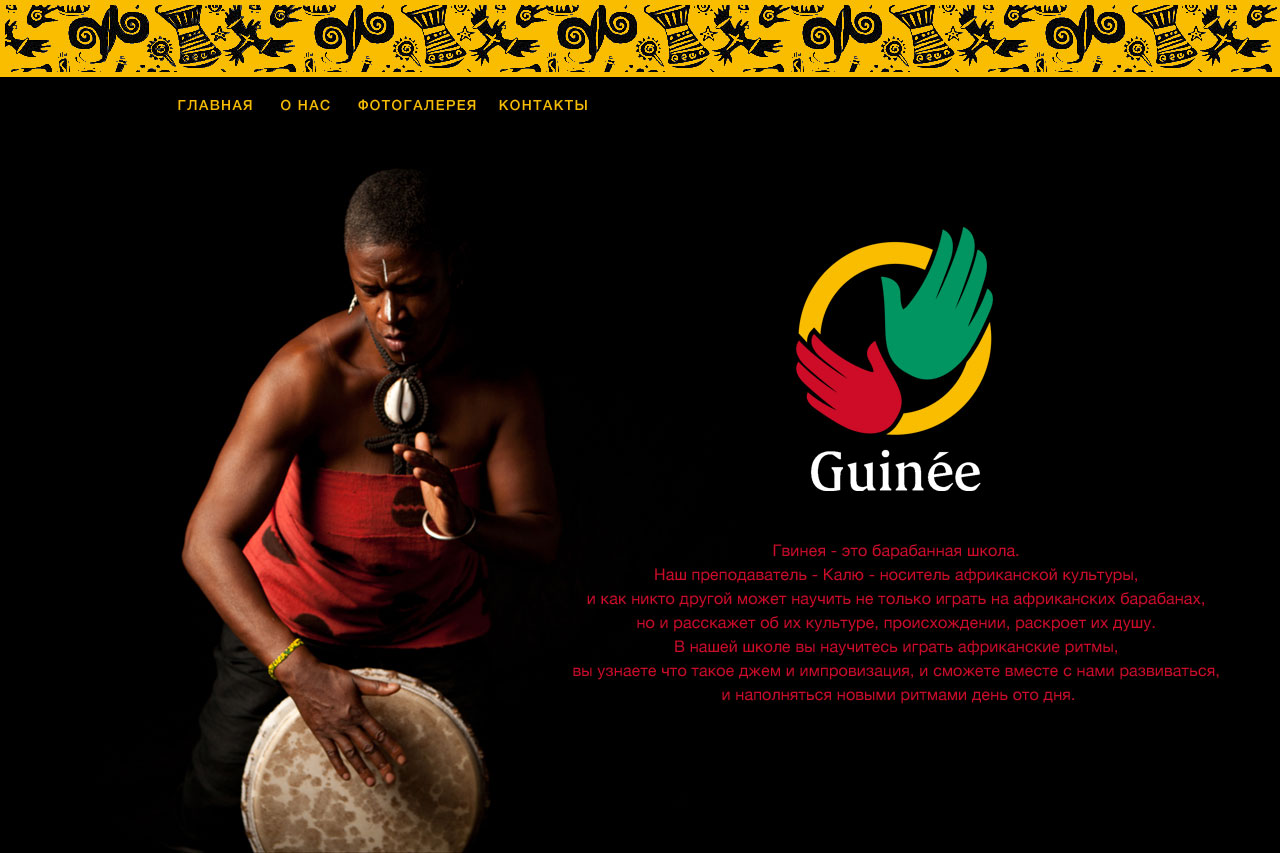 ГЛАВНАЯ О НАС ФОТОГАЛЕРЕЯ КОНТАКТЫ
Guinée
Гвинея - это барабанная школа.
Наш преподаватель - Калю - носитель африканской культуры,
и как никто другой может научить не только играть на африканских барабанах,
но и расскажет об их культуре, происхождении, раскроет их душу.
В нашей школе вы научитесь играть африканские ритмы,
вы узнаете что такое джем и импровизация, и сможете вместе с нами развиваться,
и наполняться новыми ритмами день ото дня.